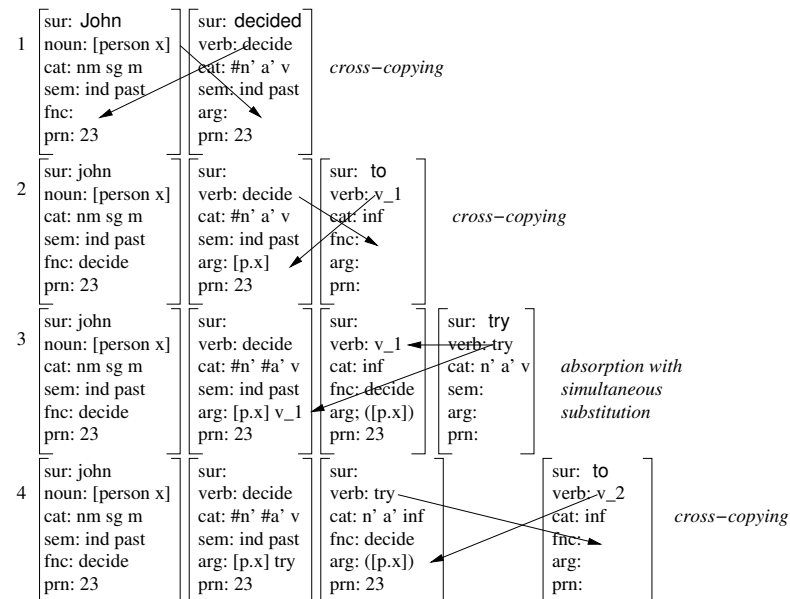 sur: John sur: decided
1 noun: [person x] verb: decide
cat: nm sg m cat: #n' a' v cross−copying
sem: ind past sem: ind past
fnc: arg:
prn: 23 prn: 23
sur: john sur: sur: to
2 noun: [person x] verb: decide verb: v_1
cat: nm sg m cat: #n' a' v cat: inf cross−copying
sem: ind past sem: ind past fnc:
fnc: decide arg: [p.x] arg:
prn: 23 prn: 23 prn:
sur: john sur: sur: sur: try
3 noun: [person x] verb: decide verb: v_1 verb: try
cat: nm sg m cat: #n' #a' v cat: inf cat: n' a' v absorption with
sem: ind past sem: ind past fnc: decide sem: simultaneous
fnc: decide arg: [p.x] v_1 arg; ([p.x]) arg: substitution
prn: 23 prn: 23 prn: 23 prn:
sur: john sur: sur: sur: to
4 noun: [person x] verb: decide verb: try verb: v_2
cat: nm sg m cat: #n' #a' v cat: n' a' inf cat: inf cross−copying
sem: ind past sem: ind past fnc: decide fnc:
fnc: decide arg: [p.x] try arg: ([p.x]) arg:
prn: 23 prn: 23 prn: 23 prn: